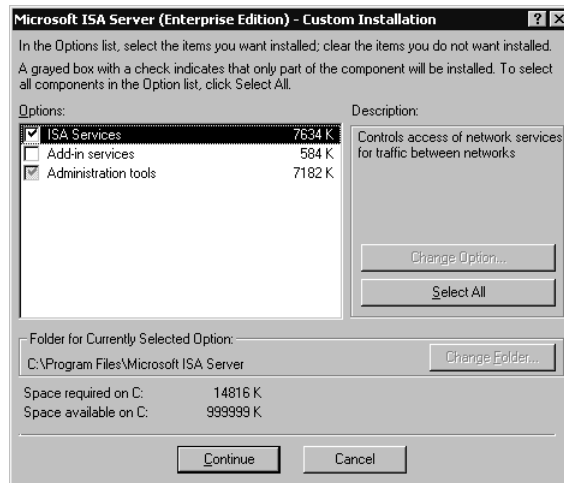 Microsoft ISA Server (Enterprise Edition) - Custom Installation
In the Options list, select the items you want installed; clear the items you do not want installed.
A grayed box with a check indicates that only part of the component will be installed. To select
all components in the Option list, click Select All.
Options:
Description:
ISA Services 7634 K
Add-in services 584 K
Administration tools 7182 K
Controls access of network services
for traffic between networks
Change Option...
Select All
Folder for Currently Selected Option:
C:\Program Files\Microsoft ISA Server
Change Folder...
Space required on C: 14816 K
Space available on C: 999999 K
Continue
Cancel